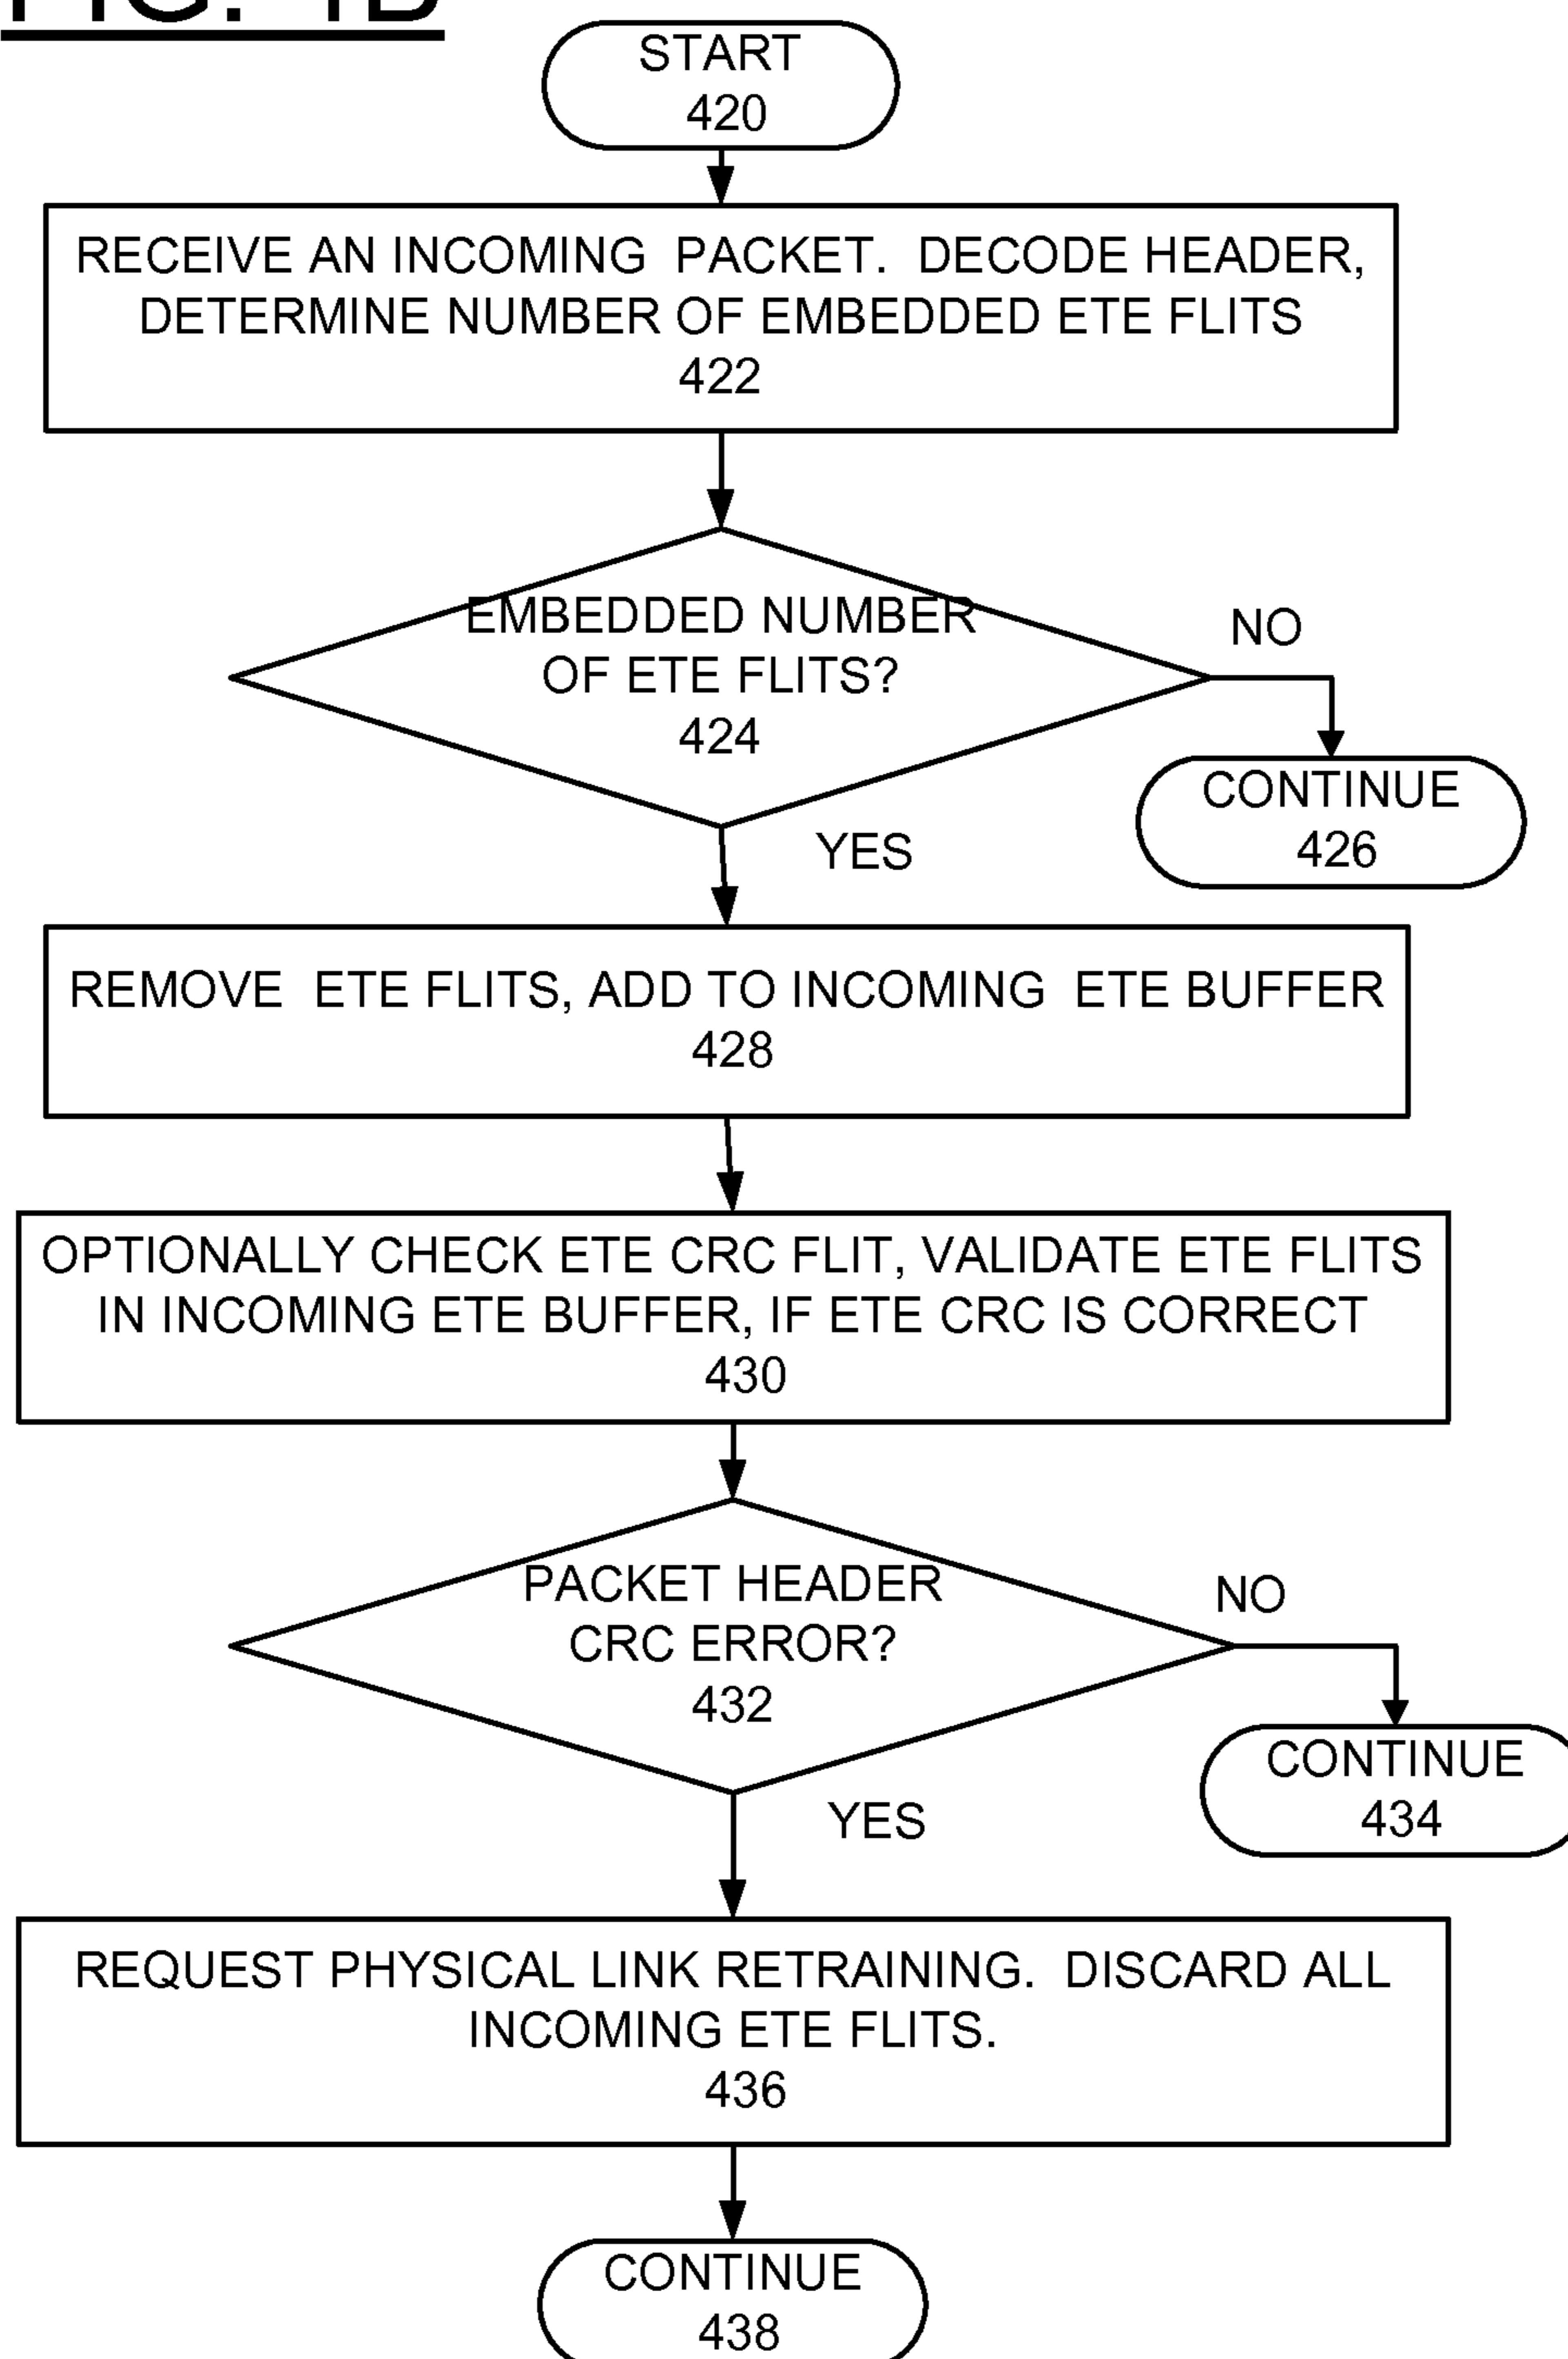 FIG. 4B
START
420
RECEIVE AN INCOMING PACKET. DECODE HEADER,
DETERMINE NUMBER OF EMBEDDED ETE FLITS
422
EMBEDDED NUMBER
OF ETE FLITS?
424
NO
CONTINUE
426
YES
REMOVE ETE FLITS, ADD TO INCOMING ETE BUFFER
428
OPTIONALLY CHECK ETE CRC FLIT, VALIDATE ETE FLITS
IN INCOMING ETE BUFFER, IF ETE CRC IS CORRECT
430
PACKET HEADER
CRC ERROR?
432
NO
CONTINUE
434
YES
REQUEST PHYSICAL LINK RETRAINING. DISCARD ALL
INCOMING ETE FLITS.
436
CONTINUE
438